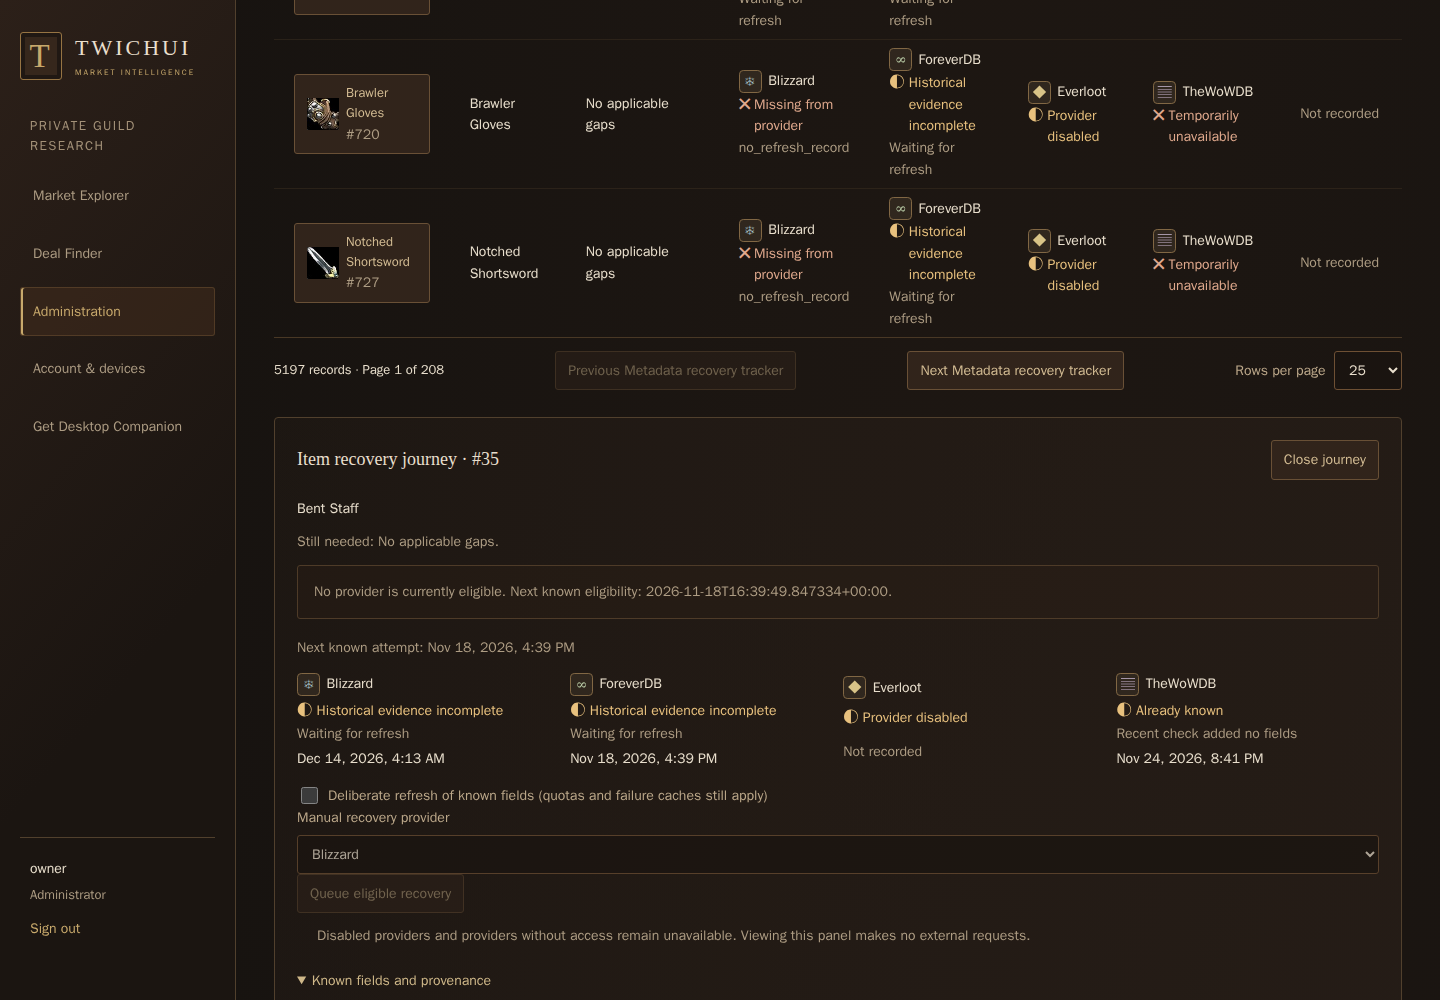 T
TWICHUI
MARKET INTELLIGENCE
PRIVATE GUILD
RESEARCH
Market Explorer
Deal Finder
Administration
Account & devices
Get Desktop Companion
owner
Administrator
Sign out
Waiting for
refresh
refresh
Brawler
Gloves
#720
Brawler
Gloves
No applicable
gaps
Blizzard
Missing from
provider
no_refresh_record
ForeverDB
Historical
evidence
incomplete
Waiting for
refresh
Everloot
Provider
disabled
TheWoWDB
Temporarily
unavailable
Not recorded
Notched
Shortsword
#727
Notched
Shortsword
No applicable
gaps
Blizzard
Missing from
provider
no_refresh_record
ForeverDB
Historical
evidence
incomplete
Waiting for
refresh
Everloot
Provider
disabled
TheWoWDB
Temporarily
unavailable
Not recorded
5197 records · Page 1 of 208
Previous Metadata recovery tracker
Next Metadata recovery tracker
Rows per page
25
Item recovery journey · #35
Close journey
Bent Staff
Still needed: No applicable gaps.
No provider is currently eligible. Next known eligibility: 2026-11-18T16:39:49.847334+00:00.
Next known attempt: Nov 18, 2026, 4:39 PM
Blizzard
Historical evidence incomplete
Waiting for refresh
Dec 14, 2026, 4:13 AM
ForeverDB
Historical evidence incomplete
Waiting for refresh
Nov 18, 2026, 4:39 PM
Everloot
Provider disabled
Not recorded
TheWoWDB
Already known
Recent check added no fields
Nov 24, 2026, 8:41 PM
Deliberate refresh of known fields (quotas and failure caches still apply)
Manual recovery provider
Blizzard
Queue eligible recovery
Disabled providers and providers without access remain unavailable. Viewing this panel makes no external requests.
Known fields and provenance